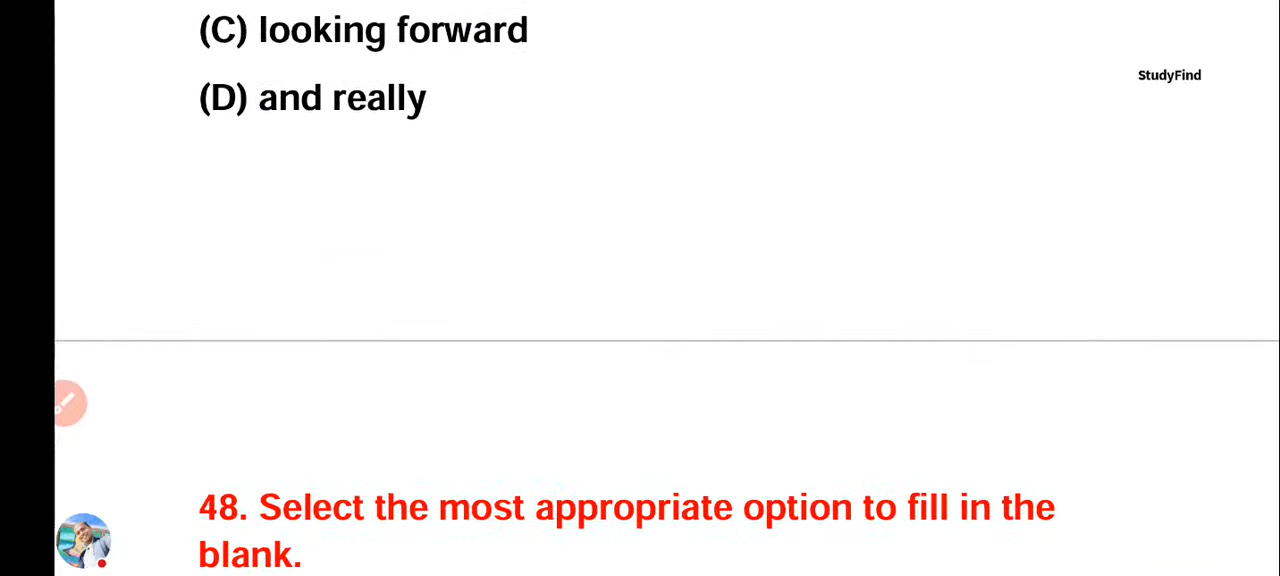 (C) looking forward
StudyFind
(D) and really
48. Select the most appropriate option to fill in the
blank.